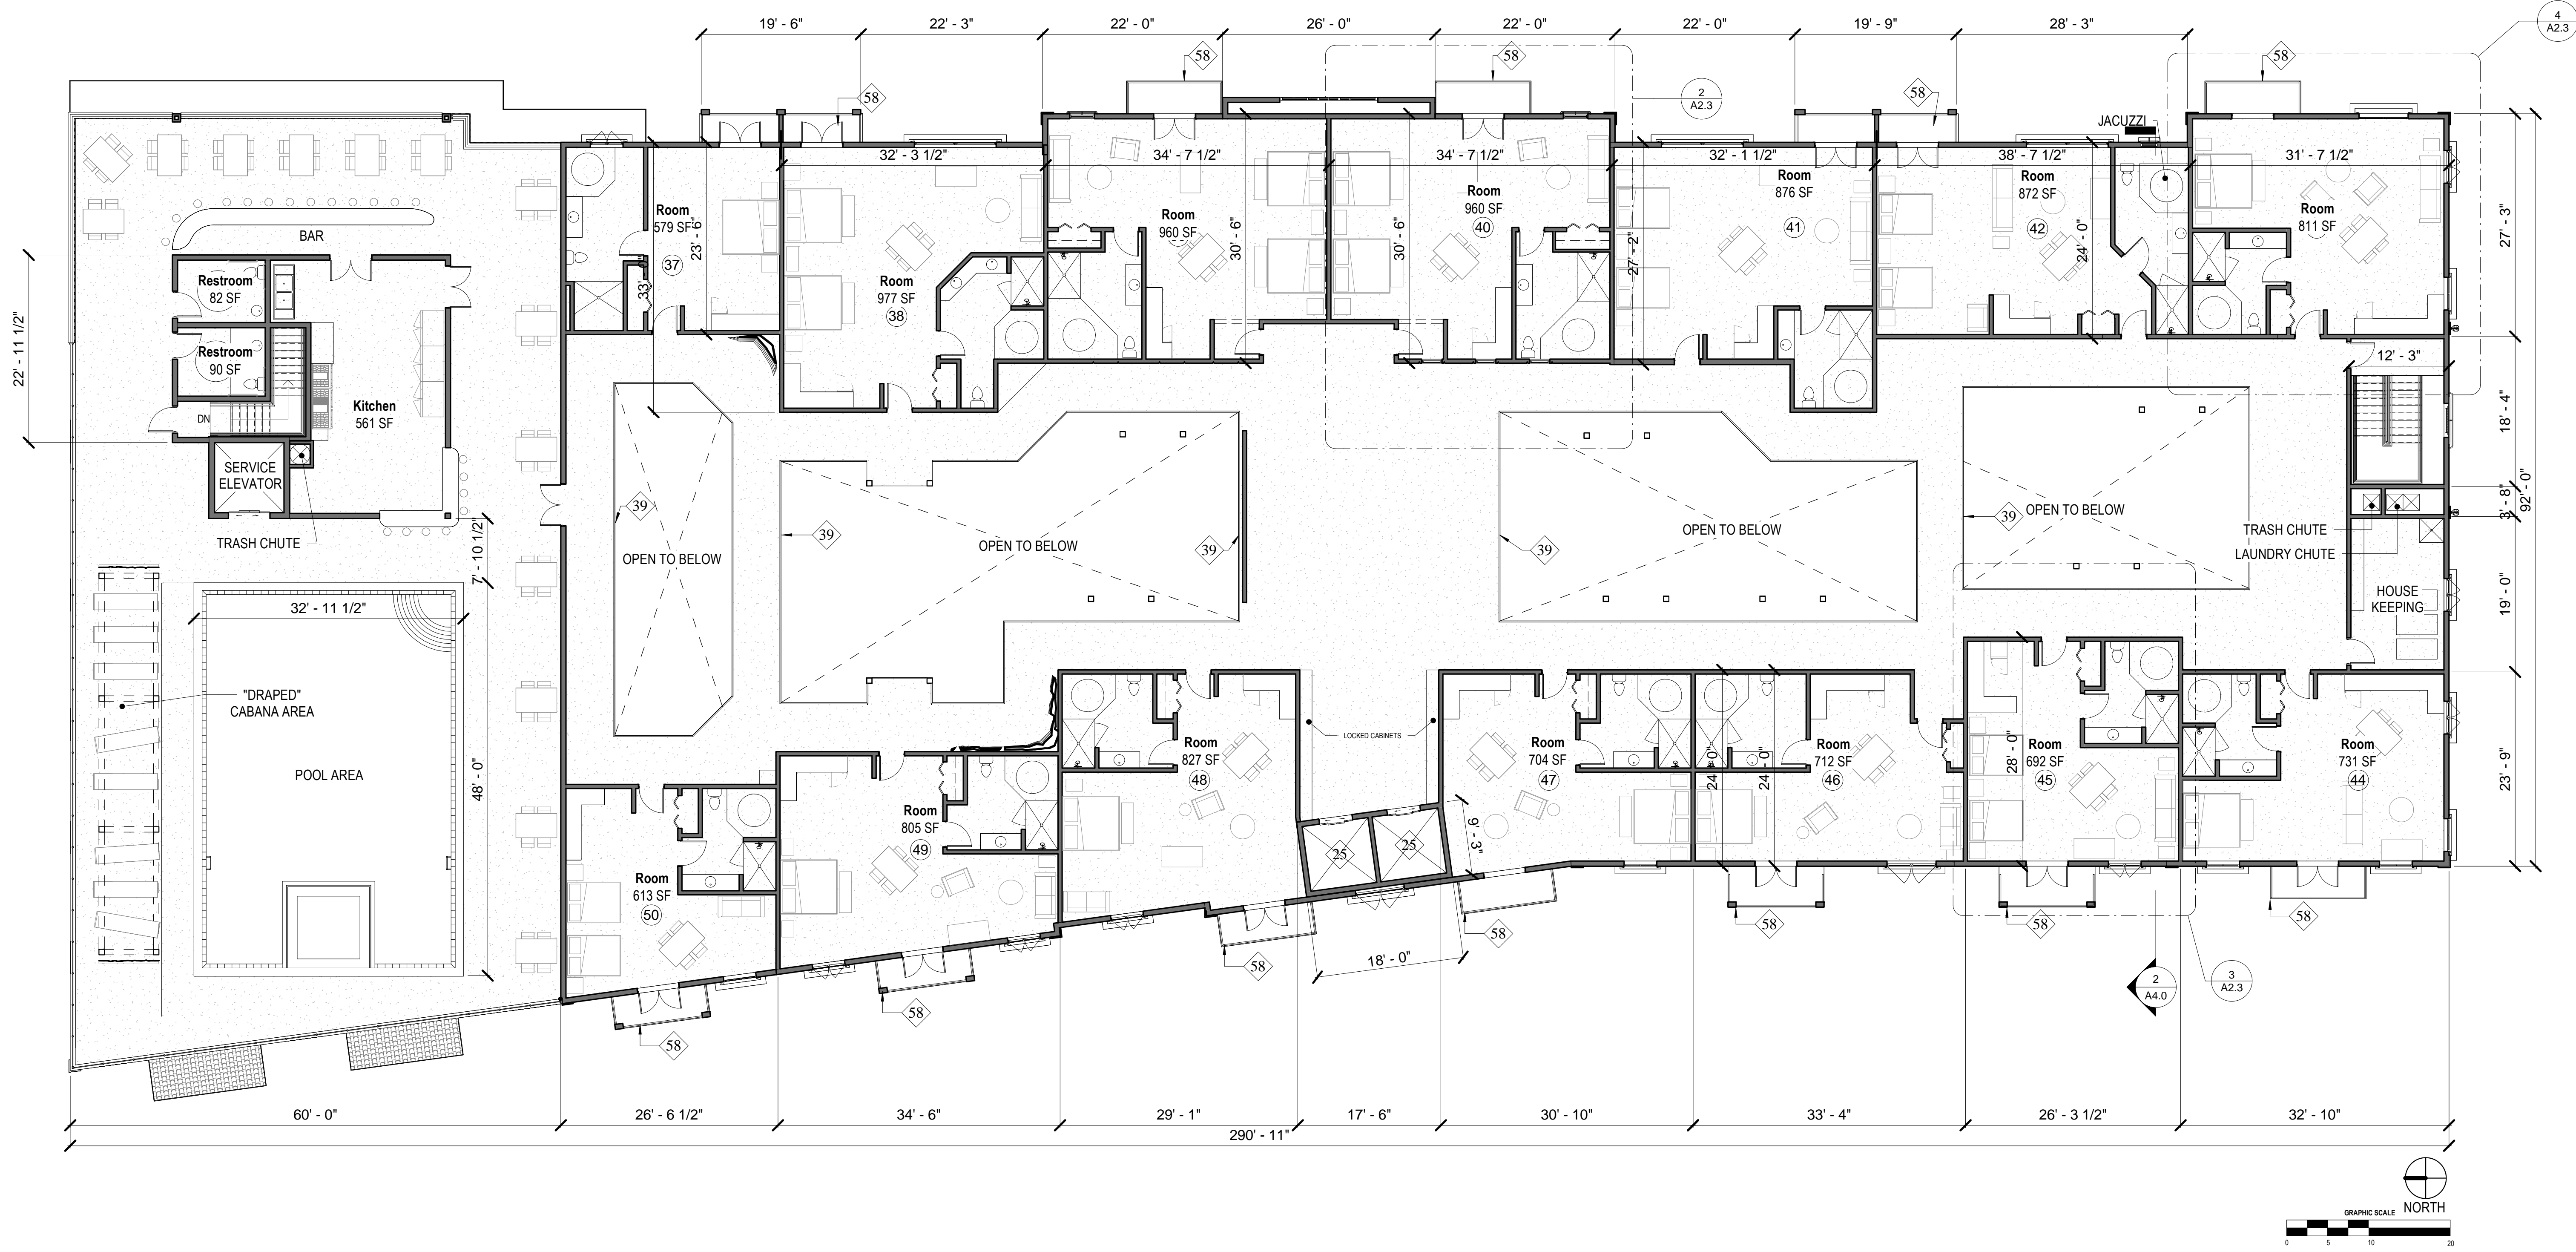 19' - 6"
22' - 3"
22' - 0"
26' - 0"
22' - 0"
22' - 0"
19' - 9"
28' - 3"
4
A2.3
58
58
58
58
58
2
A2.3
JACUZZI
32' - 3 1/2"
34' - 7 1/2"
34' - 7 1/2"
32' - 1 1/2"
38' - 7 1/2"
31' - 7 1/2"
BAR
Restroom
82 SF
Restroom
90 SF
DN
Kitchen
561 SF
SERVICE
ELEVATOR
TRASH CHUTE
22' - 11 1/2"
Room
579 SF
37
23' - 6"
33' - 0"
Room
977 SF
38
Room
960 SF
30' - 6"
Room
960 SF
40
30' - 6"
Room
876 SF
41
27' - 2"
Room
872 SF
42
24' - 0"
Room
811 SF
27' - 3"
12' - 3"
18' - 4"
3' - 8"
92' - 0"
19' - 0"
23' - 9"
39
OPEN TO BELOW
39
OPEN TO BELOW
39
39
OPEN TO BELOW
39
OPEN TO BELOW
TRASH CHUTE
LAUNDRY CHUTE
HOUSE
KEEPING
7' - 10 1/2"
32' - 11 1/2"
"DRAPED"
CABANA AREA
POOL AREA
48' - 0"
Room
613 SF
50
Room
805 SF
49
Room
827 SF
48
LOCKED CABINETS
25
25
9' - 3"
18' - 0"
Room
704 SF
47
24' - 0"
24' - 0"
Room
712 SF
46
28' - 0"
Room
692 SF
45
Room
731 SF
44
58
58
58
58
58
58
58
2
A4.0
3
A2.3
60' - 0"
26' - 6 1/2"
34' - 6"
29' - 1"
17' - 6"
30' - 10"
33' - 4"
26' - 3 1/2"
32' - 10"
290' - 11"
NORTH
GRAPHIC SCALE
0 5 10 20